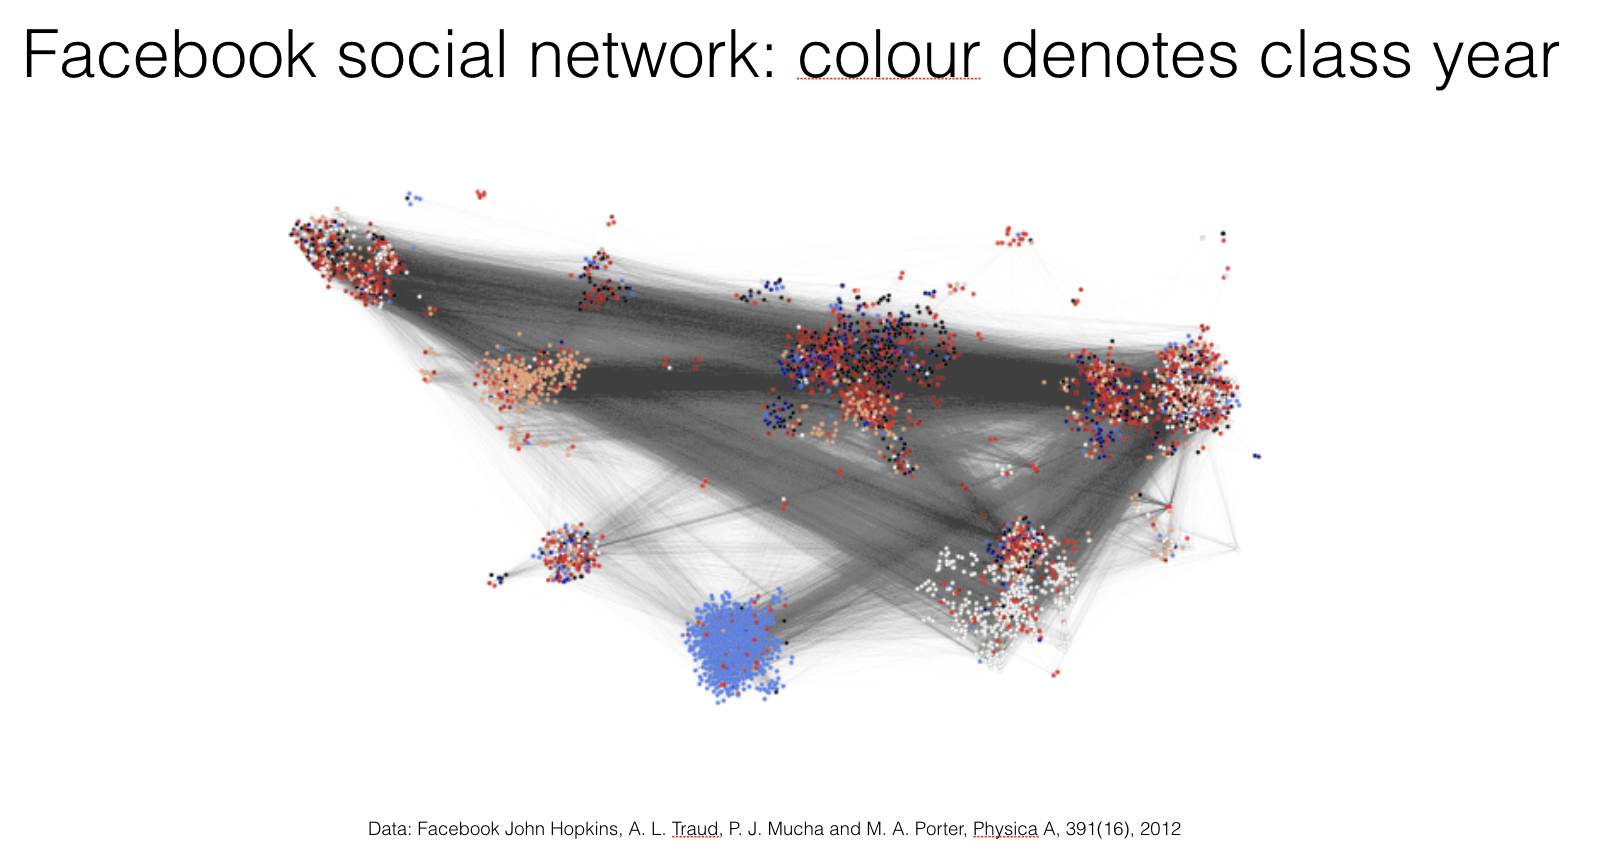 Facebook social network: colour denotes class year
Data: Facebook John Hopkins, A. L. Traud, P. J. Mucha and M. A. Porter, Physica A, 391(16), 2012